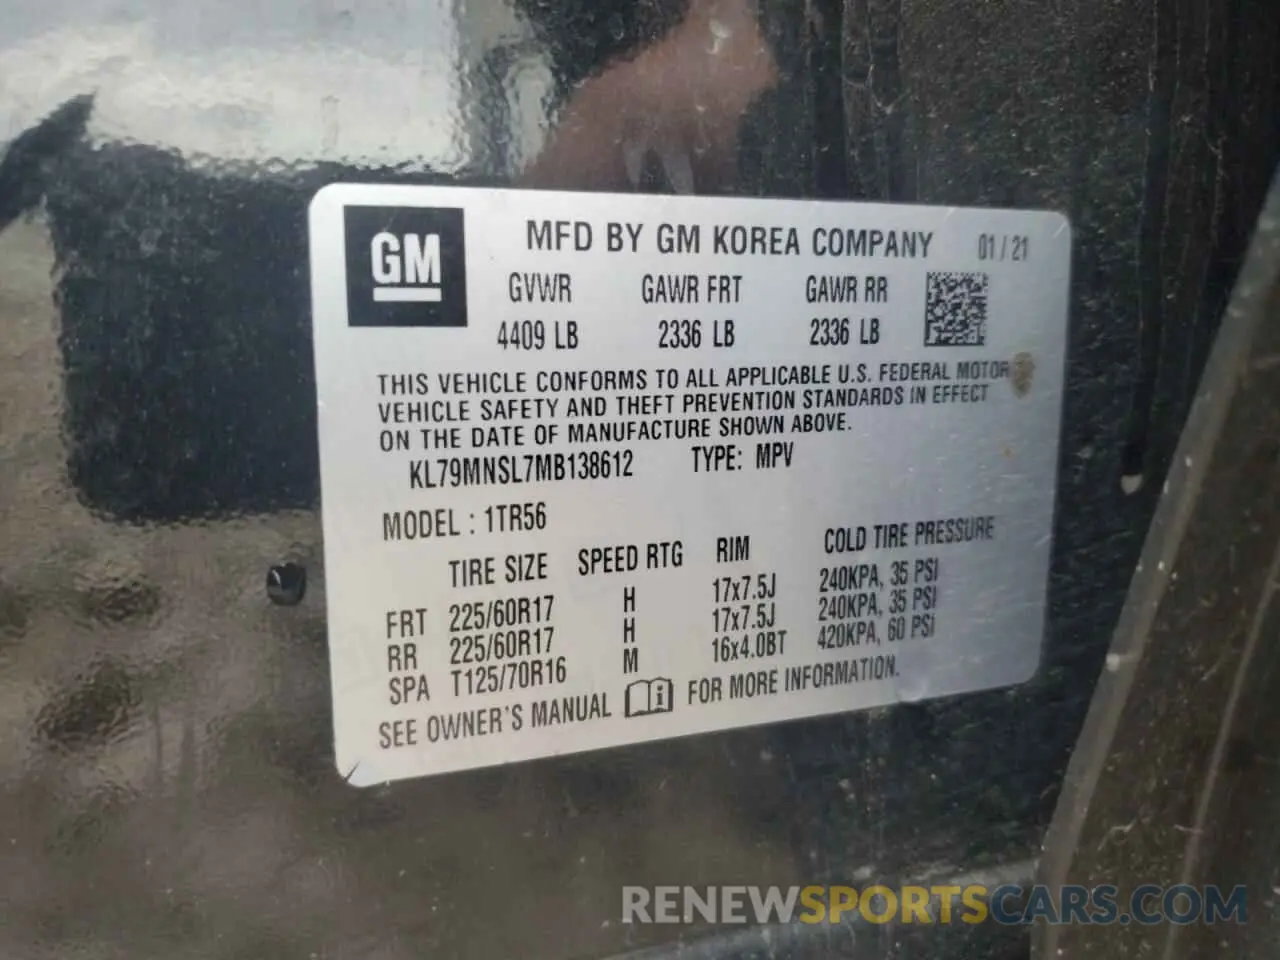 GM
MFD BY GM KOREA COMPANY 01 / 21
GVWR GAWR FRT GAWR RR
4409 LB 2336 LB 2336 LB
THIS VEHICLE CONFORMS TO ALL APPLICABLE U.S. FEDERAL MOTOR
VEHICLE SAFETY AND THEFT PREVENTION STANDARDS IN EFFECT
ON THE DATE OF MANUFACTURE SHOWN ABOVE.
KL79MNSL7MB138612 TYPE: MPV
MODEL : 1TR56
TIRE SIZE SPEED RTG RIM COLD TIRE PRESSURE
FRT 225/60R17 H 17x7.5J 240KPA, 35 PSI
RR 225/60R17 H 17x7.5J 240KPA, 35 PSI
SPA T125/70R16 M 16x4.0BT 420KPA, 60 PSI
SEE OWNER'S MANUAL i FOR MORE INFORMATION.
RENEWSPORTSCARS.COM